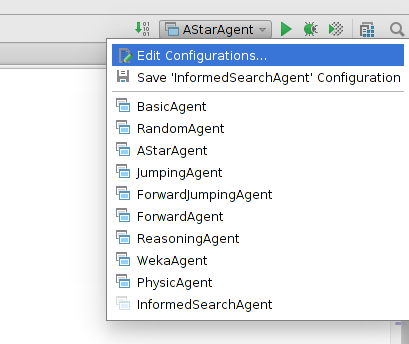 AStarAgent
Edit Configurations...
Save 'InformedSearchAgent' Configuration
BasicAgent
RandomAgent
AStarAgent
JumpingAgent
ForwardJumpingAgent
ForwardAgent
ReasoningAgent
WekaAgent
PhysicAgent
InformedSearchAgent